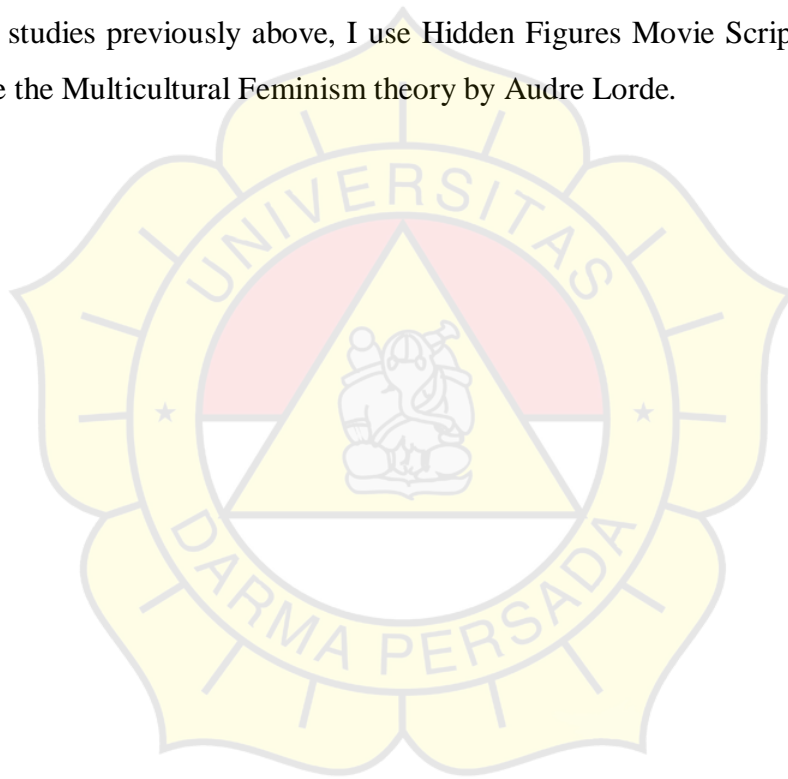 studies previously above, I use Hidden Figures Movie Scrip
the Multicultural Feminism theory by Audre Lorde.
UNIVERSITAS
DARMA PERSADA